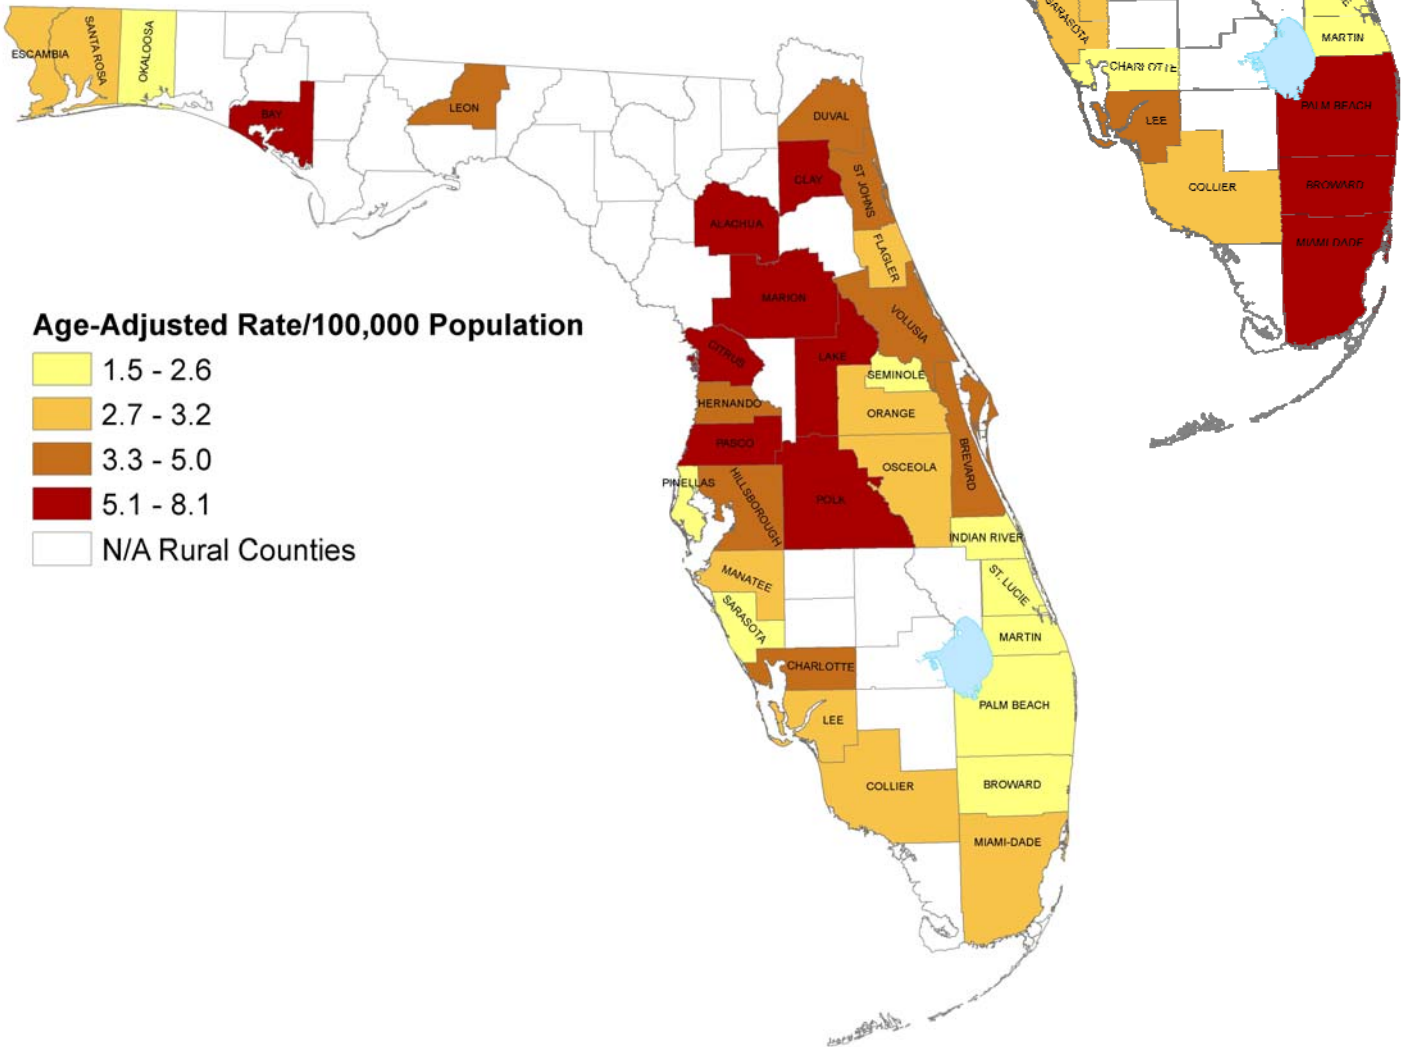 ESCAMBIA
SANTA ROSA
OKALOOSA
BAY
LEON
DUVAL
CLAY
ST JOHNS
ALACHUA
FLAGLER
MARION
VOLUSIA
CITRUS
LAKE
SEMINOLE
HERNANDO
ORANGE
PASCO
BREVARD
OSCEOLA
PINELLAS
HILLSBOROUGH
POLK
INDIAN RIVER
MANATEE
ST. LUCIE
SARASOTA
MARTIN
CHARLOTTE
PALM BEACH
LEE
COLLIER
BROWARD
MIAMI-DADE
Age-Adjusted Rate/100,000 Population
1.5 - 2.6
2.7 - 3.2
3.3 - 5.0
5.1 - 8.1
N/A Rural Counties
SARASOTA
MARTIN
CHARLOTTE
PALM BEACH
LEE
COLLIER
BROWARD
MIAMI-DADE